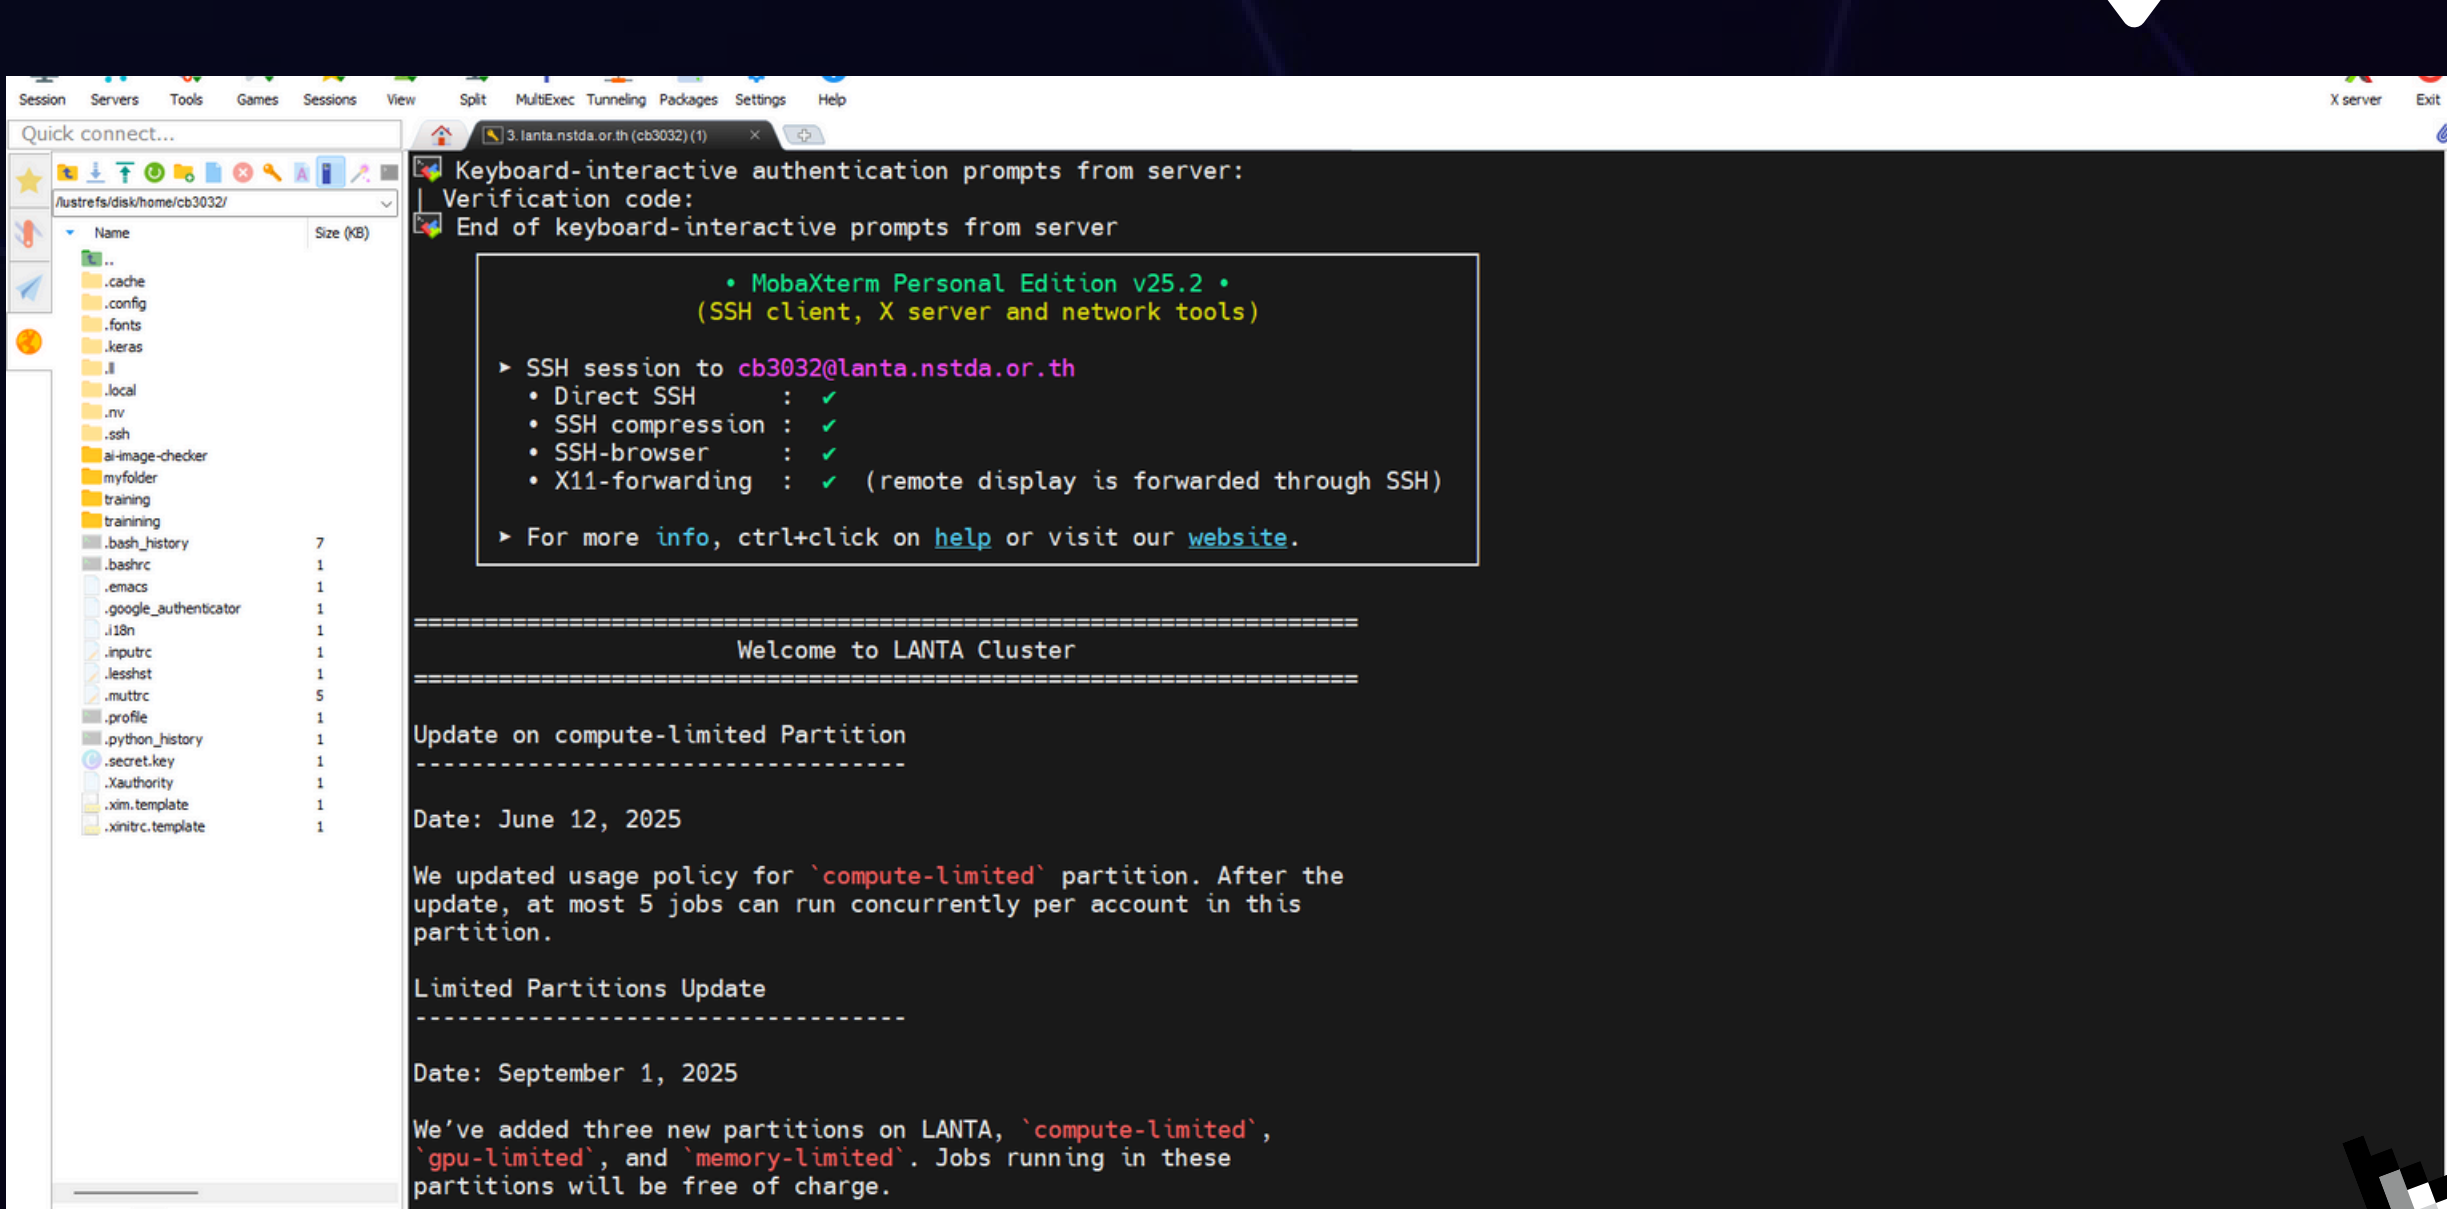 Session Servers Tools Games Sessions View Split MultiExec Tunneling Packages Settings Help X server Exit
Quick connect...
3. lanta.nstda.or.th (cb3032) (1)
/lustrefs/disk/home/cb3032/
Name Size (KB)
..
.cache
.config
.fonts
.keras
.ll
.local
.nv
.ssh
ai-image-checker
myfolder
training
trainining
.bash_history 7
.bashrc 1
.emacs 1
.google_authenticator 1
.i18n 1
.inputrc 1
.lesshst 1
.muttrc 5
.profile 1
.python_history 1
.secret.key 1
.Xauthority 1
.xim.template 1
.xinitrc.template 1
Keyboard-interactive authentication prompts from server:
| Verification code:
End of keyboard-interactive prompts from server
• MobaXterm Personal Edition v25.2 •
(SSH client, X server and network tools)
➤ SSH session to cb3032@lanta.nstda.or.th
• Direct SSH : ✔
• SSH compression : ✔
• SSH-browser : ✔
• X11-forwarding : ✔ (remote display is forwarded through SSH)
➤ For more info, ctrl+click on help or visit our website.
===================================================================
Welcome to LANTA Cluster
===================================================================
Update on compute-limited Partition
-----------------------------------
Date: June 12, 2025
We updated usage policy for `compute-limited` partition. After the
update, at most 5 jobs can run concurrently per account in this
partition.
Limited Partitions Update
-----------------------------------
Date: September 1, 2025
We've added three new partitions on LANTA, `compute-limited`,
`gpu-limited`, and `memory-limited`. Jobs running in these
partitions will be free of charge.